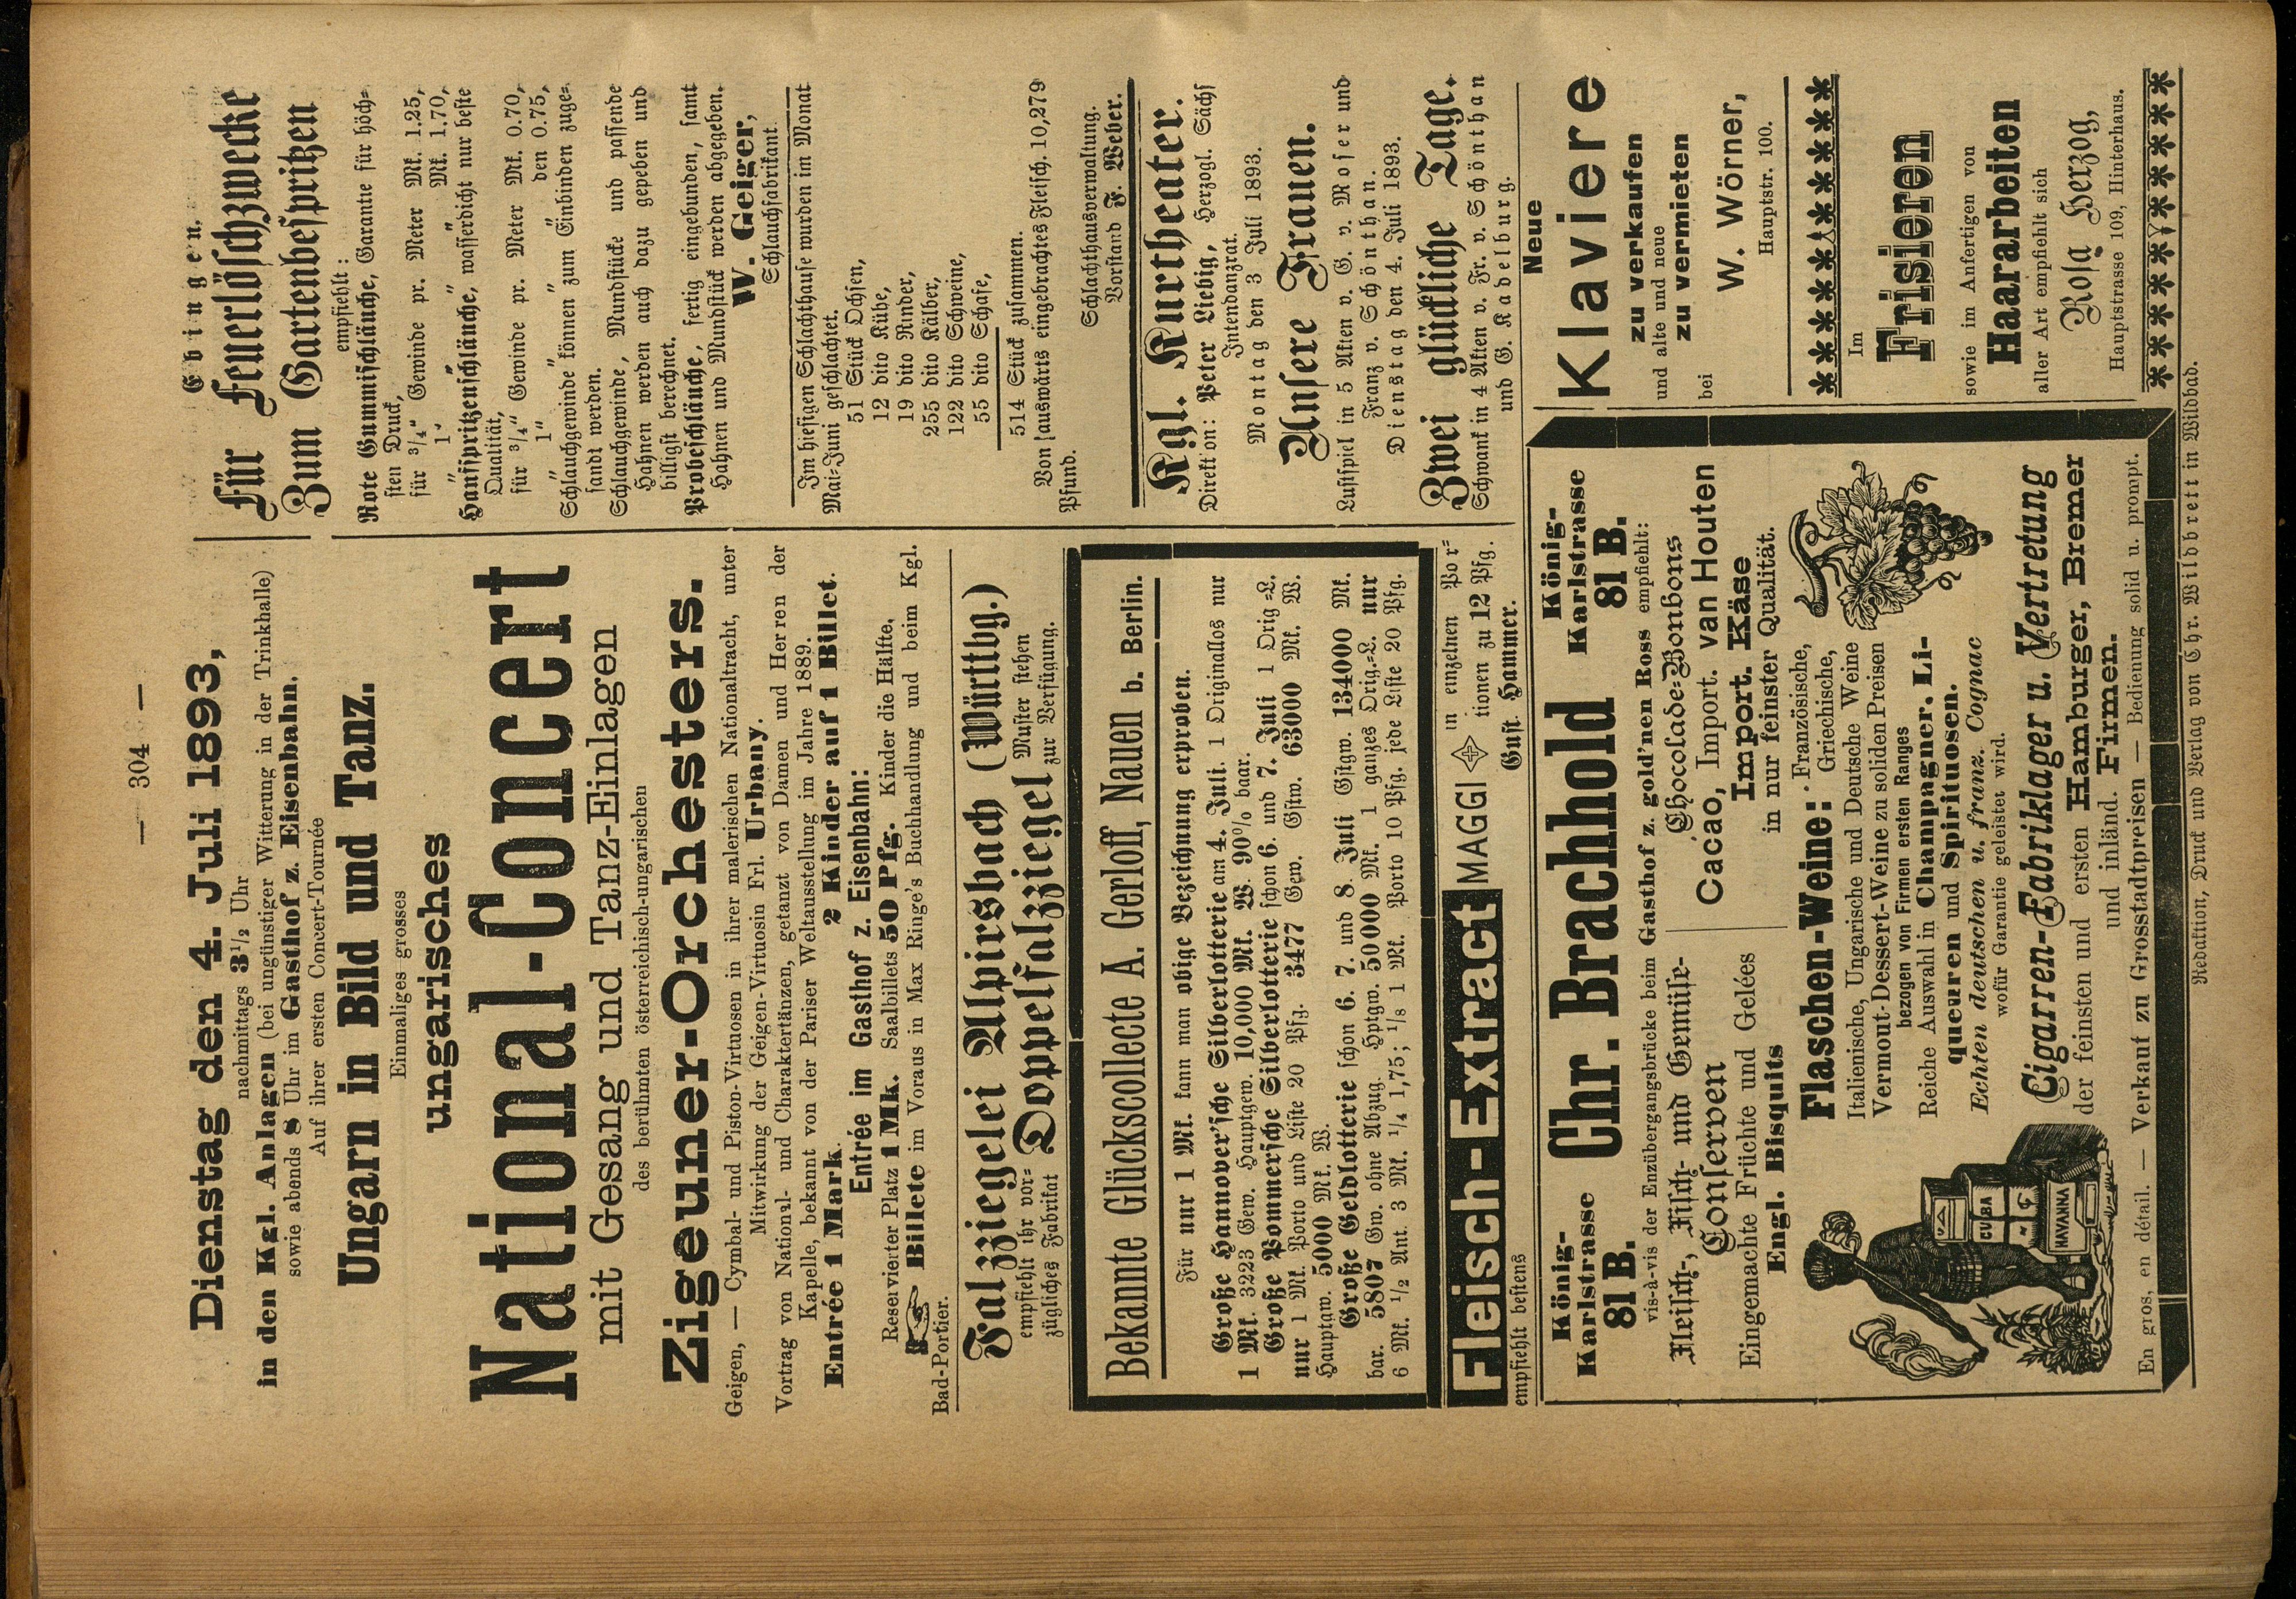 — 304 —
Dienstag den 4. Juli 1893,
nachmittags 3½ Uhr
in den Kgl. Anlagen (bei ungünstiger Witterung in der Trinkhalle)
sowie abends 8 Uhr im Gasthof z. Eisenbahn.
Auf ihrer ersten Concert-Tournée
Ungarn in Bild und Tanz.
Einmaliges grosses
ungarisches
National-Concert
mit Gesang und Tanz-Einlagen
des berühmten österreichisch-ungarischen
Zigeuner-Orchesters.
Geigen, — Cymbal- und Piston-Virtuosen in ihrer malerischen Nationaltracht, unter
Mitwirkung der Geigen-Virtuosin Frl. Urbany.
Vortrag von National- und Charaktertänzen, getanzt von Damen und Herren der
Kapelle, bekannt von der Pariser Weltausstellung im Jahre 1889.
Entrée 1 Mark. 2 Kinder auf 1 Billet.
Entrée im Gasthof z. Eisenbahn:
Reservierter Platz 1 Mk. Saalbillets 50 Pfg. Kinder die Hälfte.
Billete im Voraus in Max Ringe's Buchhandlung und beim Kgl.
Bad-Portier.
Falzziegelei Alpirsbach (Württbg.)
empfiehlt ihr vor-
zügliches Fabrikat
Doppelfalzziegel
Muster stehen
zur Verfügung.
Bekannte Glückscollecte A. Gerloff, Nauen b. Berlin.
Für nur 1 Mk. kann man obige Bezeichnung erproben.
Große Hannover'sche Silberlotterie am 4. Juli. 1 Originallos nur
1 Mk. 3223 Gew. Hauptgew. 10,000 Mk. W. 90% baar.
Große Pommersche Silberlotterie schon 6. und 7. Juli 1 Orig.=L.
nur 1 Mk. Porto und Liste 20 Pfg. 3477 Gew. Gstw. 63000 Mk. W.
Hauptgw. 5000 Mk. W.
Große Geldlotterie schon 6. 7. und 8. Juli Gstgw. 134000 Mk.
bar. 5807 Gw. ohne Abzug. Hptgw. 50000 Mk. 1 ganzes Orig.=L. nur
6 Mk. ½ Ant. 3 Mk. ¼ 1,75; ⅛ 1 Mk. Porto 10 Pfg. jede Liste 20 Pfg.
Fleisch-Extract MAGGI
in einzelnen Por-
tionen zu 12 Pfg.
empfiehlt bestens
Gust. Hammer.
Ebingen.
Für Feuerlöschzwecke
Zum Gartenbespritzen
empfiehlt:
Rote Gummischläuche, Garantie für höch-
sten Druck,
für ¾" Gewinde pr. Meter Mk. 1.25,
" 1" " " " Mk. 1.70,
Hanfspritzenschläuche, wasserdicht nur beste
Qualität,
für ¾" Gewinde pr. Meter Mk. 0.70,
" 1" " " " den 0.75,
Schlauchgewinde können zum Einbinden zuge-
sandt werden.
Schlauchgewinde, Mundstücke und passende
Hahnen werden auch dazu gegeben und
billigst berechnet.
Probeschläuche, fertig eingebunden, samt
Hahnen und Mundstück werden abgegeben.
W. Geiger,
Schlauchfabrikant.
Im hiesigen Schlachthause wurden im Monat
Mai-Juni geschlachtet.
51 Stück Ochsen,
12 dito Kühe,
19 dito Rinder,
255 dito Kälber,
122 dito Schweine,
55 dito Schafe,
514 Stück zusammen.
Von auswärts eingebrachtes Fleisch. 10,279
Pfund.
Schlachthausverwaltung.
Vorstand F. Weber.
Kgl. Kurtheater.
Direkt on: Peter Liebig, Herzogl. Sächs
Intendanzrat.
Montag den 3 Juli 1893.
Unsere Frauen.
Lustspiel in 5 Akten v. G. v. Moser und
Franz v. Schönthan.
Dienstag den 4. Juli 1893.
Zwei glückliche Tage.
Schwank in 4 Akten v. Fr. v. Schönthan
und G. Kadelburg.
König-
Karlstrasse
81 B.
Chr. Brachhold
König-
Karlstrasse
81 B.
vis-à-vis der Enzübergangsbrücke beim Gasthof z. gold'nen Ross empfiehlt:
Fleisch-, Fisch- und Gemüse-
Conserven
Eingemachte Früchte und Gelées
Engl. Bisquits
Chocolade-Bonbons
Cacao, Import. van Houten
Import. Käse
in nur feinster Qualität.
Flaschen-Weine: Französische,
Griechische,
Italienische, Ungarische und Deutsche Weine
Vermout-Dessert-Weine zu soliden Preisen
bezogen von Firmen ersten Ranges
Reiche Auswahl in Champagner. Li-
queuren und Spirituosen.
Echten deutschen u. franz. Cognac
wofür Garantie geleistet wird.
CUBA
HAVANNA
Cigarren-Fabriklager u. Vertretung
der feinsten und ersten Hamburger, Bremer
und inländ. Firmen.
En gros, en détail. — Verkauf zu Grosstadtpreisen — Bedienung solid u. prompt.
Neue
Klaviere
zu verkaufen
und alte und neue
zu vermieten
bei
W. Wörner,
Hauptstr. 100.
Im
Frisieren
sowie im Anfertigen von
Haararbeiten
aller Art empfiehlt sich
Rosa Herzog,
Hauptstrasse 109, Hinterhaus.
Redaktion, Druck und Verlag von Chr. Wildbrett in Wildbad.